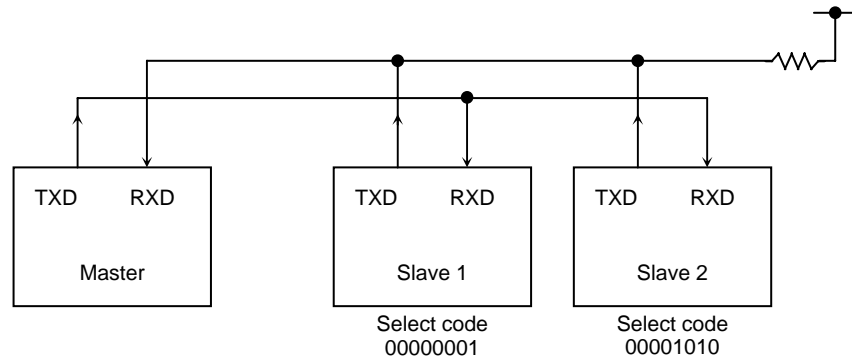 TXD RXD
Master
TXD RXD
Slave 1
Select code
00000001
TXD RXD
Slave 2
Select code
00001010